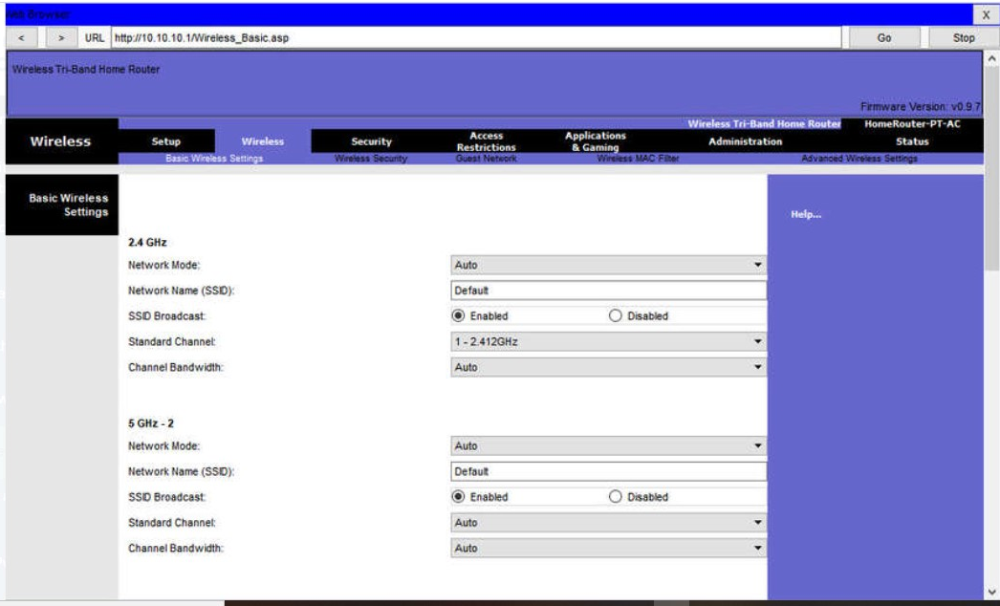 Web Browser X
< > URL http://10.10.10.1/Wireless_Basic.asp Go Stop
Wireless Tri-Band Home Router
Firmware Version: v0.9.7
Wireless Tri-Band Home Router HomeRouter-PT-AC
Wireless Setup Wireless Security Access Restrictions Applications & Gaming Administration Status
Basic Wireless Settings Wireless Security Guest Network Wireless MAC Filter Advanced Wireless Settings
Basic Wireless
Settings
Help...
2.4 GHz
Network Mode: Auto
Network Name (SSID): Default
SSID Broadcast: Enabled Disabled
Standard Channel: 1 - 2.412GHz
Channel Bandwidth: Auto
5 GHz - 2
Network Mode: Auto
Network Name (SSID): Default
SSID Broadcast: Enabled Disabled
Standard Channel: Auto
Channel Bandwidth: Auto